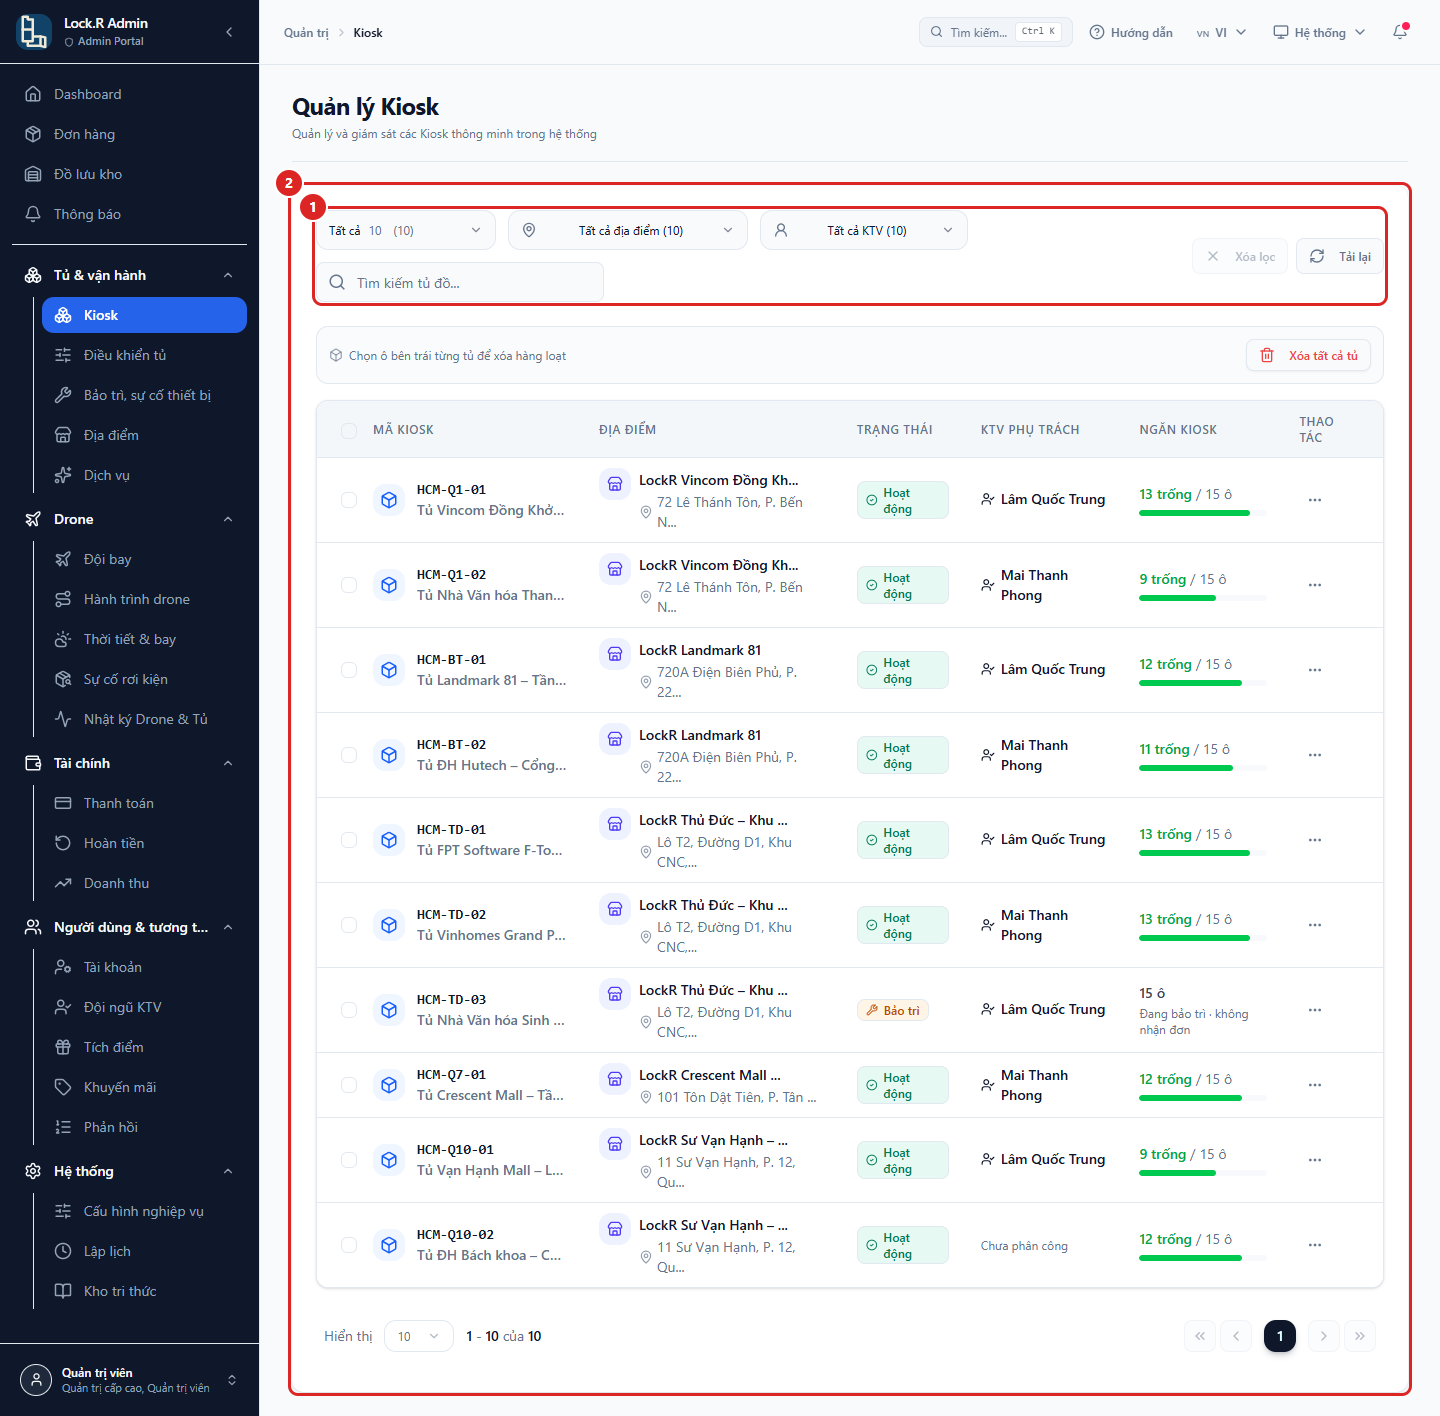 Lock.R Admin
Admin Portal
Dashboard
Đơn hàng
Đồ lưu kho
Thông báo
Tủ & vận hành
Kiosk
Điều khiển tủ
Bảo trì, sự cố thiết bị
Địa điểm
Dịch vụ
Drone
Đội bay
Hành trình drone
Thời tiết & bay
Sự cố rơi kiện
Nhật ký Drone & Tủ
Tài chính
Thanh toán
Hoàn tiền
Doanh thu
Người dùng & tương t...
Tài khoản
Đội ngũ KTV
Tích điểm
Khuyến mãi
Phản hồi
Hệ thống
Cấu hình nghiệp vụ
Lập lịch
Kho tri thức
Quản trị viên
Quản trị cấp cao, Quản trị viên
Quản trị > Kiosk
Tìm kiếm... Ctrl K
Hướng dẫn
VN VI
Hệ thống
Quản lý Kiosk
Quản lý và giám sát các Kiosk thông minh trong hệ thống
2
1
Tất cả 10 (10)
Tất cả địa điểm (10)
Tất cả KTV (10)
Xóa lọc
Tải lại
Tìm kiếm tủ đồ...
Chọn ô bên trái từng tủ để xóa hàng loạt
Xóa tất cả tủ
MÃ KIOSK ĐỊA ĐIỂM TRẠNG THÁI KTV PHỤ TRÁCH NGĂN KIOSK THAO TÁC
HCM-Q1-01
Tủ Vincom Đồng Khở...
LockR Vincom Đồng Kh...
72 Lê Thánh Tôn, P. Bến N...
Hoạt động
Lâm Quốc Trung
13 trống / 15 ô
HCM-Q1-02
Tủ Nhà Văn hóa Than...
LockR Vincom Đồng Kh...
72 Lê Thánh Tôn, P. Bến N...
Hoạt động
Mai Thanh Phong
9 trống / 15 ô
HCM-BT-01
Tủ Landmark 81 – Tần...
LockR Landmark 81
720A Điện Biên Phủ, P. 22...
Hoạt động
Lâm Quốc Trung
12 trống / 15 ô
HCM-BT-02
Tủ ĐH Hutech – Cổng...
LockR Landmark 81
720A Điện Biên Phủ, P. 22...
Hoạt động
Mai Thanh Phong
11 trống / 15 ô
HCM-TD-01
Tủ FPT Software F-To...
LockR Thủ Đức – Khu ...
Lô T2, Đường D1, Khu CNC,...
Hoạt động
Lâm Quốc Trung
13 trống / 15 ô
HCM-TD-02
Tủ Vinhomes Grand P...
LockR Thủ Đức – Khu ...
Lô T2, Đường D1, Khu CNC,...
Hoạt động
Mai Thanh Phong
13 trống / 15 ô
HCM-TD-03
Tủ Nhà Văn hóa Sinh ...
LockR Thủ Đức – Khu ...
Lô T2, Đường D1, Khu CNC,...
Bảo trì
Lâm Quốc Trung
15 ô
Đang bảo trì · không nhận đơn
HCM-Q7-01
Tủ Crescent Mall – Tầ...
LockR Crescent Mall ...
101 Tôn Dật Tiên, P. Tân ...
Hoạt động
Mai Thanh Phong
12 trống / 15 ô
HCM-Q10-01
Tủ Vạn Hạnh Mall – L...
LockR Sư Vạn Hạnh – ...
11 Sư Vạn Hạnh, P. 12, Qu...
Hoạt động
Lâm Quốc Trung
9 trống / 15 ô
HCM-Q10-02
Tủ ĐH Bách khoa – C...
LockR Sư Vạn Hạnh – ...
11 Sư Vạn Hạnh, P. 12, Qu...
Hoạt động
Chưa phân công
12 trống / 15 ô
Hiển thị 10 1 - 10 của 10
1